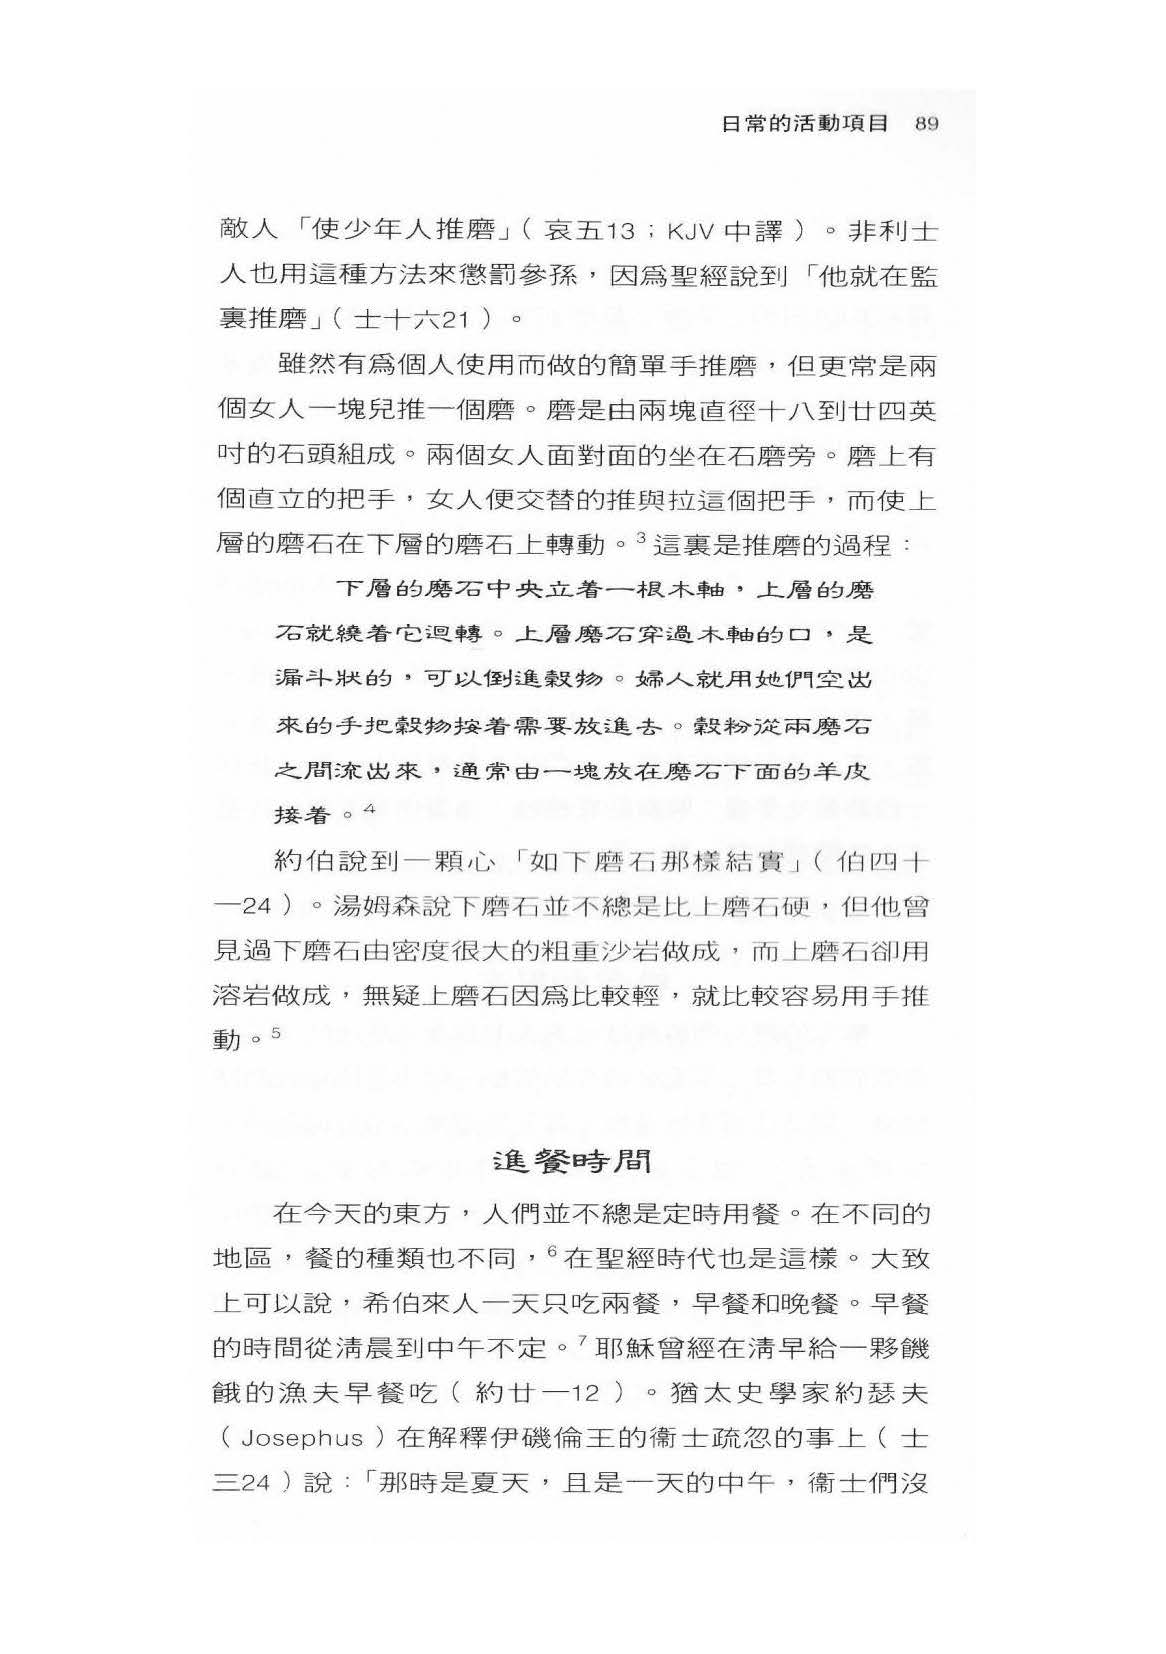 日常的活動項目　89
敵人「使少年人推磨」（哀五13；KJV 中譯）。非利士
人也用這種方法來懲罰參孫，因爲聖經說到「他就在監
裏推磨」（士十六21）。
雖然有爲個人使用而做的簡單手推磨，但更常是兩
個女人一塊兒推一個磨。磨是由兩塊直徑十八到廿四英
吋的石頭組成。兩個女人面對面的坐在石磨旁。磨上有
個直立的把手，女人便交替的推與拉這個把手，而使上
層的磨石在下層的磨石上轉動。³這裏是推磨的過程：
下層的磨石中央立着一根木軸，上層的磨
石就繞着它迴轉。上層磨石穿過木軸的口，是
漏斗狀的，可以倒進穀物。婦人就用她們空出
來的手把穀物按着需要放進去。穀粉從兩磨石
之間流出來，通常由一塊放在磨石下面的羊皮
接着。⁴
約伯說到一顆心「如下磨石那樣結實」（伯四十
一24）。湯姆森說下磨石並不總是比上磨石硬，但他曾
見過下磨石由密度很大的粗重沙岩做成，而上磨石卻用
溶岩做成，無疑上磨石因爲比較輕，就比較容易用手推
動。⁵
進餐時間
在今天的東方，人們並不總是定時用餐。在不同的
地區，餐的種類也不同，⁶在聖經時代也是這樣。大致
上可以說，希伯來人一天只吃兩餐，早餐和晚餐。早餐
的時間從淸晨到中午不定。⁷耶穌曾經在淸早給一夥饑
餓的漁夫早餐吃（約廿一12）。猶太史學家約瑟夫
（Josephus）在解釋伊磯倫王的衞士疏忽的事上（士
三24）說：「那時是夏天，且是一天的中午，衞士們沒